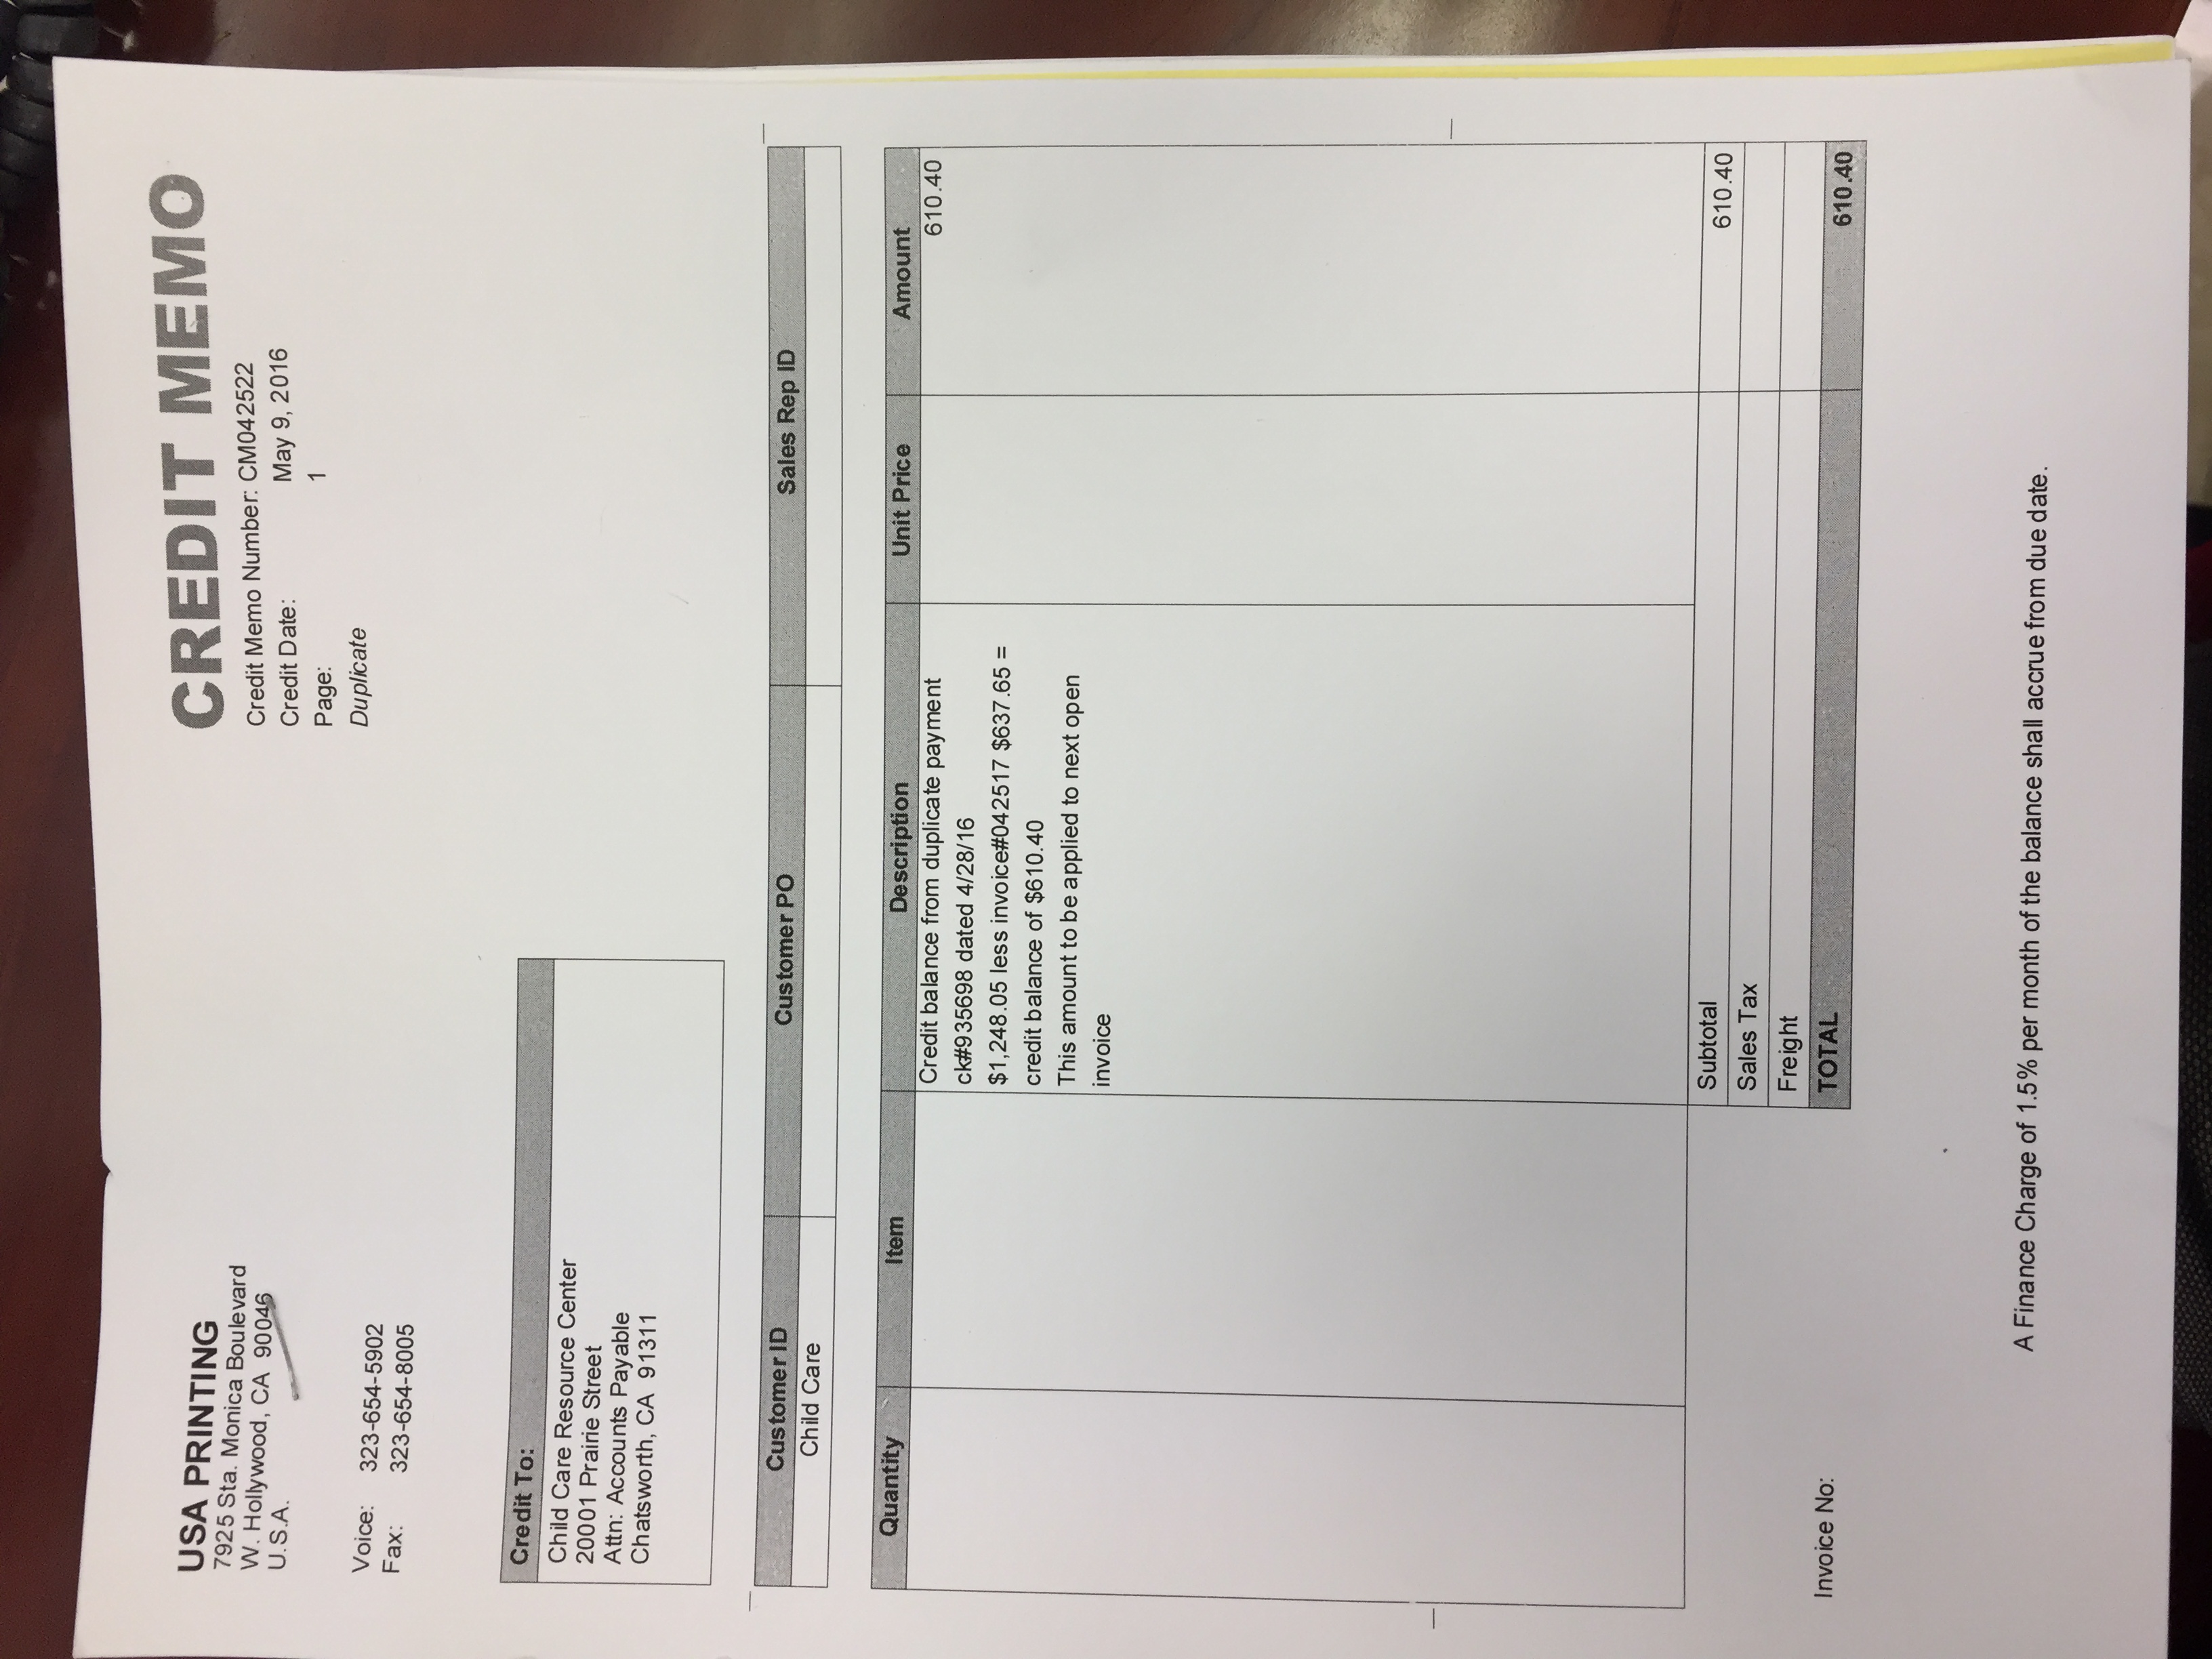 USA PRINTING
7925 Sta. Monica Boulevard
W. Hollywood, CA 90046
U.S.A.
Voice: 323-654-5902
Fax: 323-654-8005
CREDIT MEMO
Credit Memo Number: CM042522
Credit Date: May 9, 2016
Page: 1
Duplicate
Credit To:
Child Care Resource Center
20001 Prairie Street
Attn: Accounts Payable
Chatsworth, CA 91311
Customer ID Customer PO Sales Rep ID
Child Care
Quantity Item Description Unit Price Amount
Credit balance from duplicate payment 610.40
ck#935698 dated 4/28/16
$1,248.05 less invoice#042517 $637.65 =
credit balance of $610.40
This amount to be applied to next open
invoice
Subtotal 610.40
Sales Tax
Freight
TOTAL 610.40
Invoice No:
A Finance Charge of 1.5% per month of the balance shall accrue from due date.